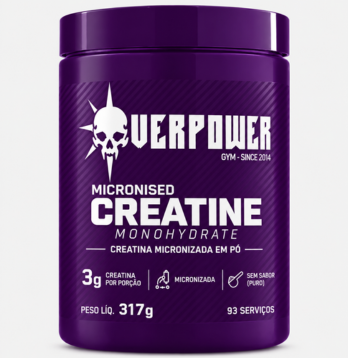 OVERPOWER
GYM - SINCE 2014
MICRONISED
CREATINE
MONOHYDRATE
CREATINA MICRONIZADA EM PÓ
3g CREATINA POR PORÇÃO
MICRONIZADA
SEM SABOR (PURO)
PESO LÍQ. 317g
93 SERVIÇOS